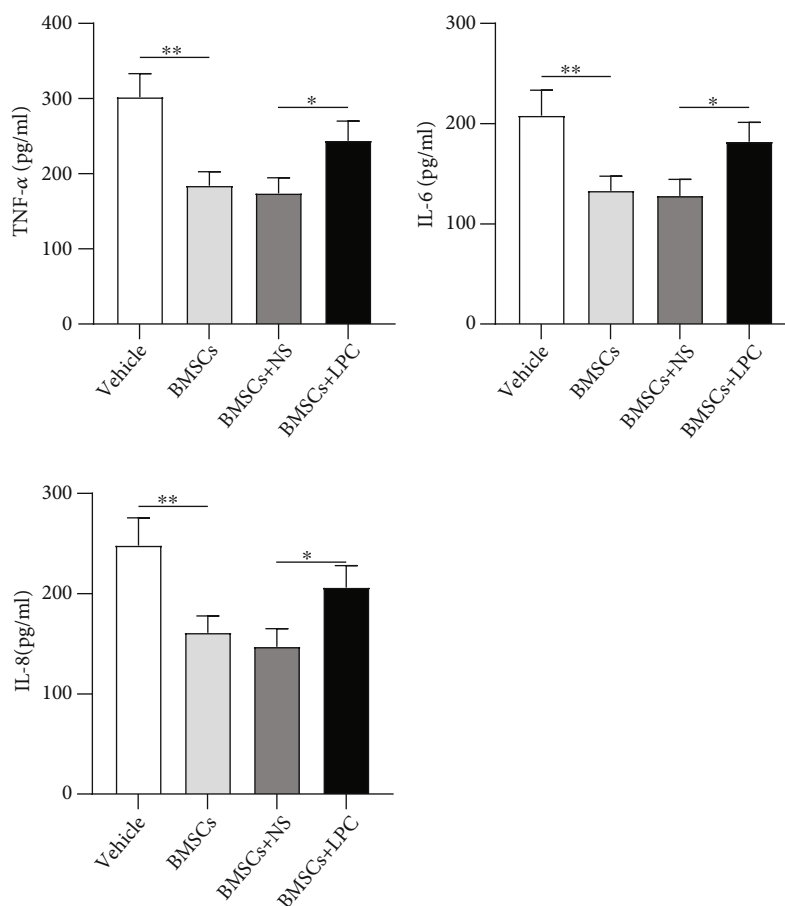 400
300
200
100
0
TNF-α (pg/ml)
**
*
Vehicle
BMSCs
BMSCs+NS
BMSCs+LPC
300
200
100
0
IL-6 (pg/ml)
**
*
Vehicle
BMSCs
BMSCs+NS
BMSCs+LPC
300
200
100
0
IL-8(pg/ml)
**
*
Vehicle
BMSCs
BMSCs+NS
BMSCs+LPC